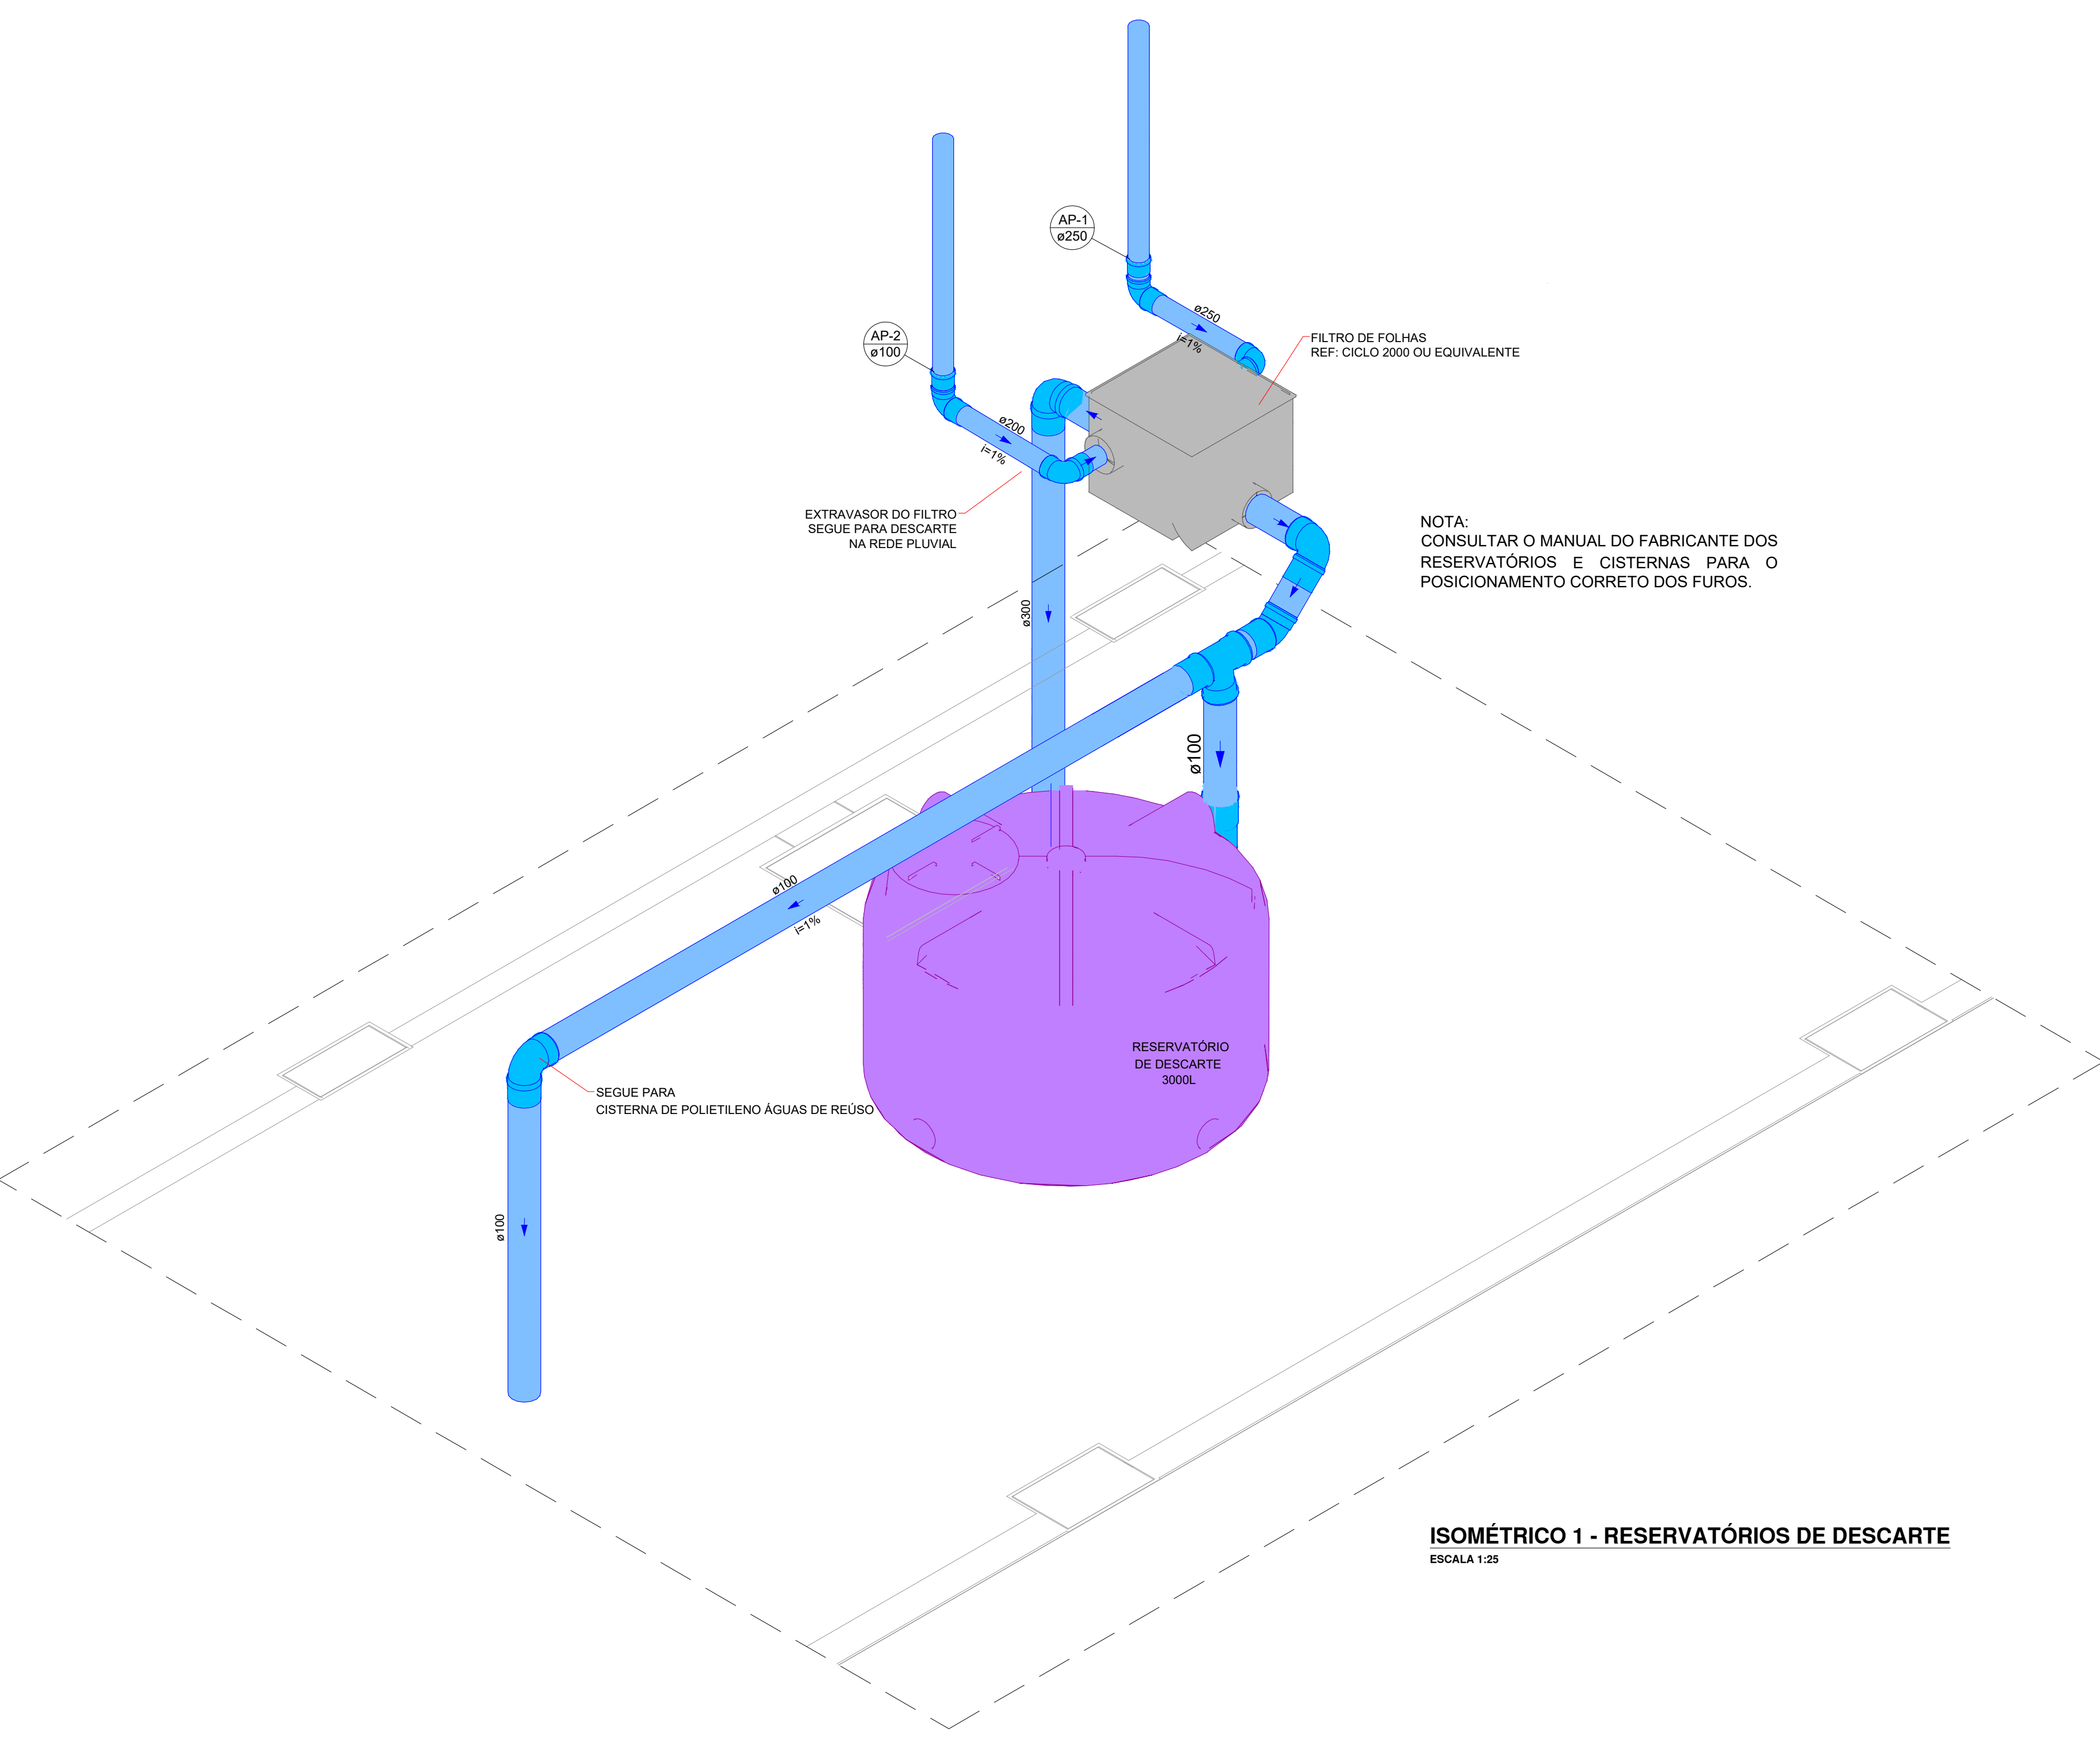 AP-1
ø250
ø250
i=1%
AP-2
ø100
ø200
i=1%
FILTRO DE FOLHAS
REF: CICLO 2000 OU EQUIVALENTE
EXTRAVASOR DO FILTRO
SEGUE PARA DESCARTE
NA REDE PLUVIAL
NOTA:
CONSULTAR O MANUAL DO FABRICANTE DOS
RESERVATÓRIOS E CISTERNAS PARA O
POSICIONAMENTO CORRETO DOS FUROS.
ø300
ø100
ø100
i=1%
RESERVATÓRIO
DE DESCARTE
3000L
SEGUE PARA
CISTERNA DE POLIETILENO ÁGUAS DE REÚSO
ø100
ISOMÉTRICO 1 - RESERVATÓRIOS DE DESCARTE
ESCALA 1:25